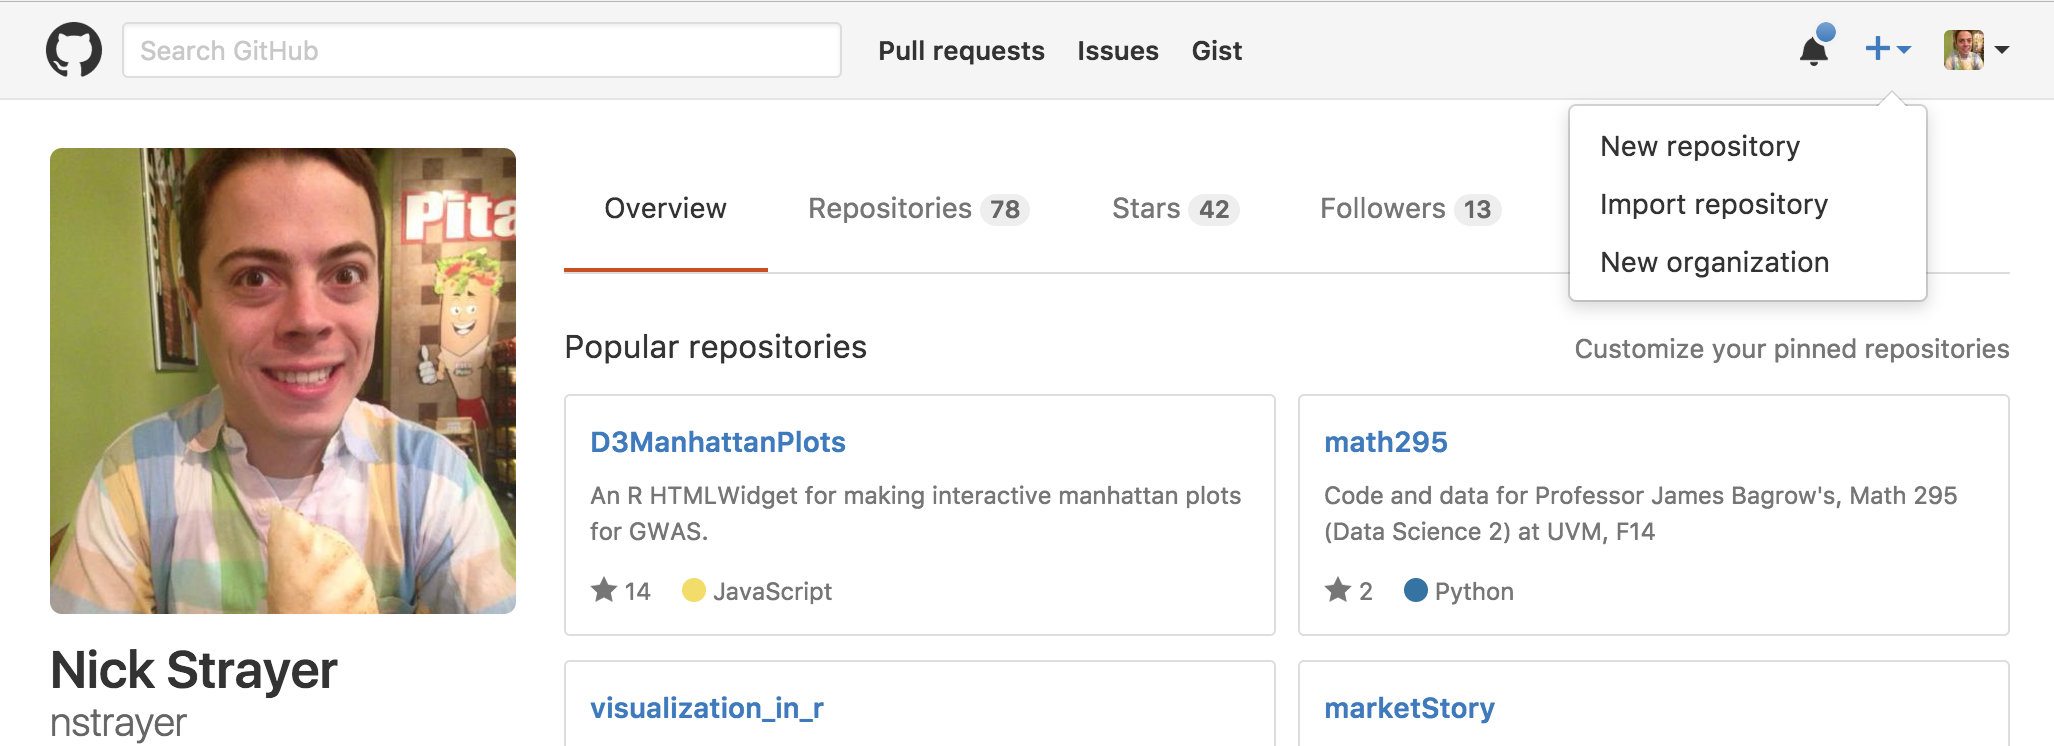 Search GitHub
Pull requests
Issues
Gist
New repository
Import repository
New organization
Overview
Repositories 78
Stars 42
Followers 13
Pita
Popular repositories
Customize your pinned repositories
D3ManhattanPlots
An R HTMLWidget for making interactive manhattan plots
for GWAS.
14 JavaScript
math295
Code and data for Professor James Bagrow's, Math 295
(Data Science 2) at UVM, F14
2 Python
Nick Strayer
nstrayer
visualization_in_r
marketStory